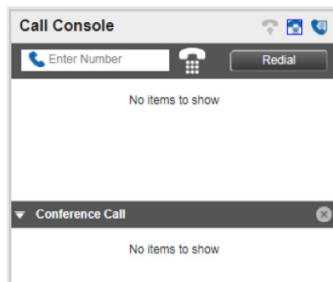 Call Console
Enter Number
Redial
No items to show
Conference Call
No items to show